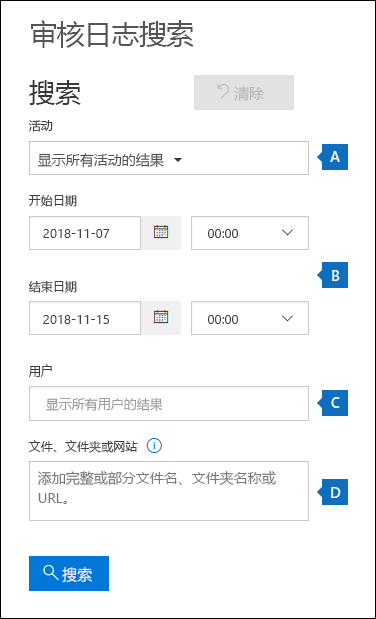 审核日志搜索
搜索
清除
活动
显示所有活动的结果
A
开始日期
2018-11-07
00:00
B
结束日期
2018-11-15
00:00
用户
显示所有用户的结果
C
文件、文件夹或网站
添加完整或部分文件名、文件夹名称或
URL。
D
搜索